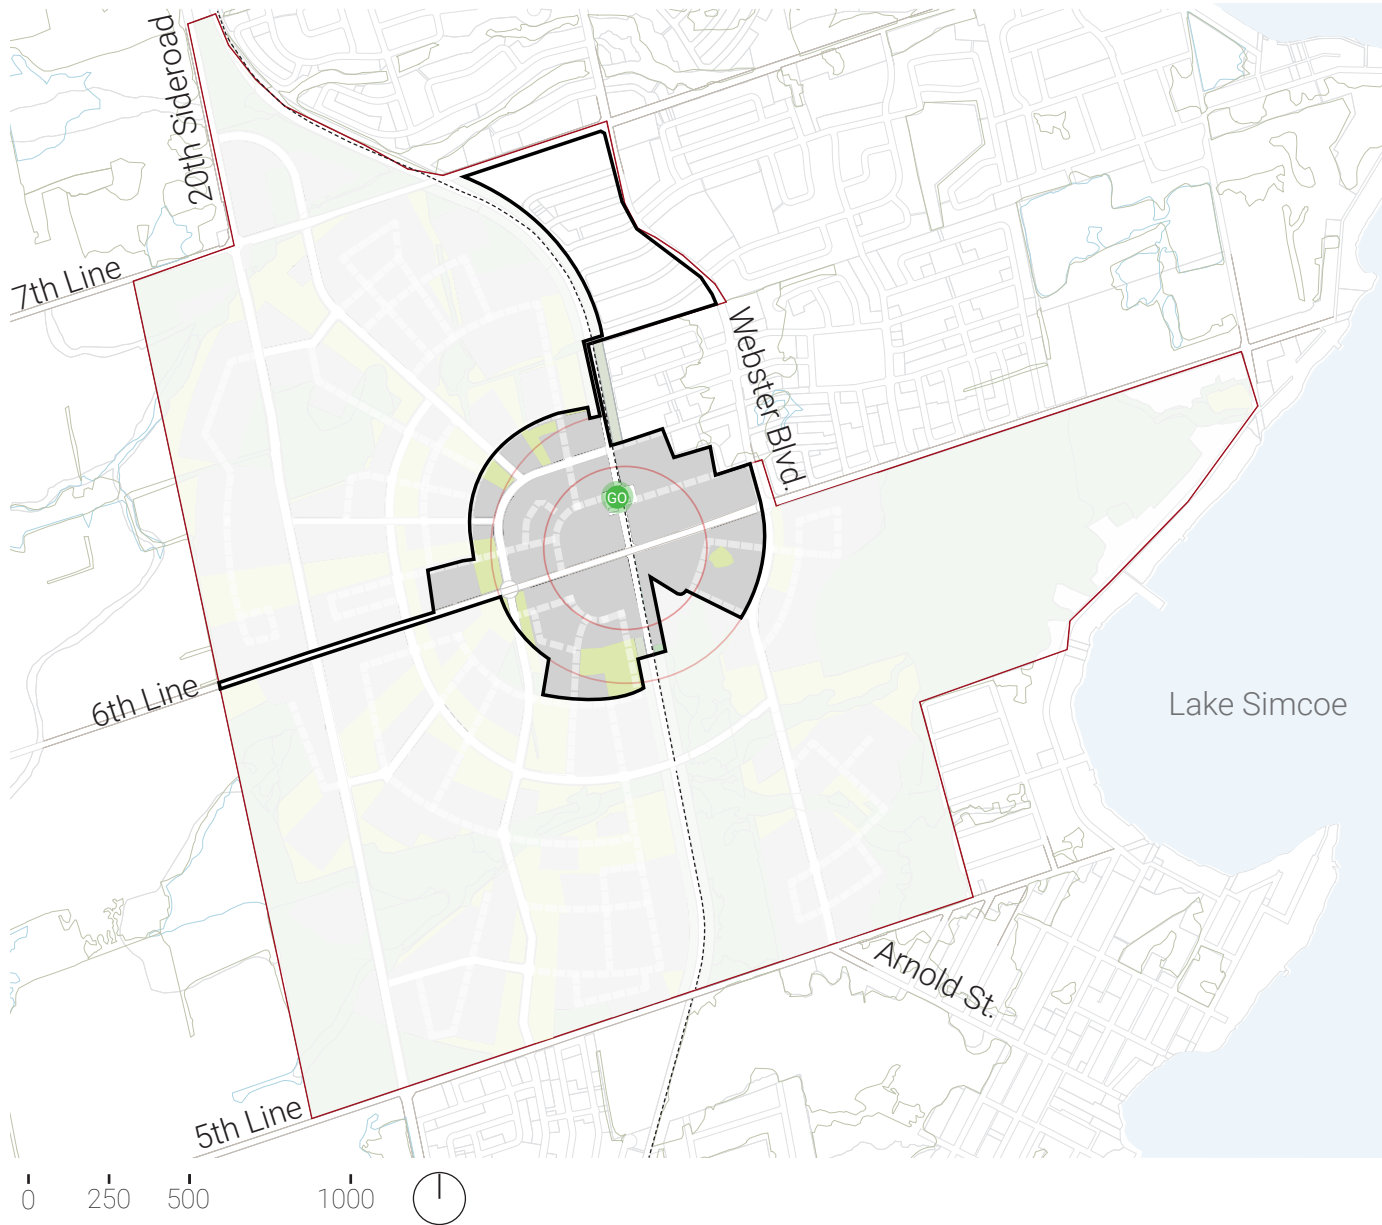 20th Sideroad
7th Line
Webster Blvd.
GO
6th Line
Lake Simcoe
Arnold St.
5th Line
0 250 500 1000